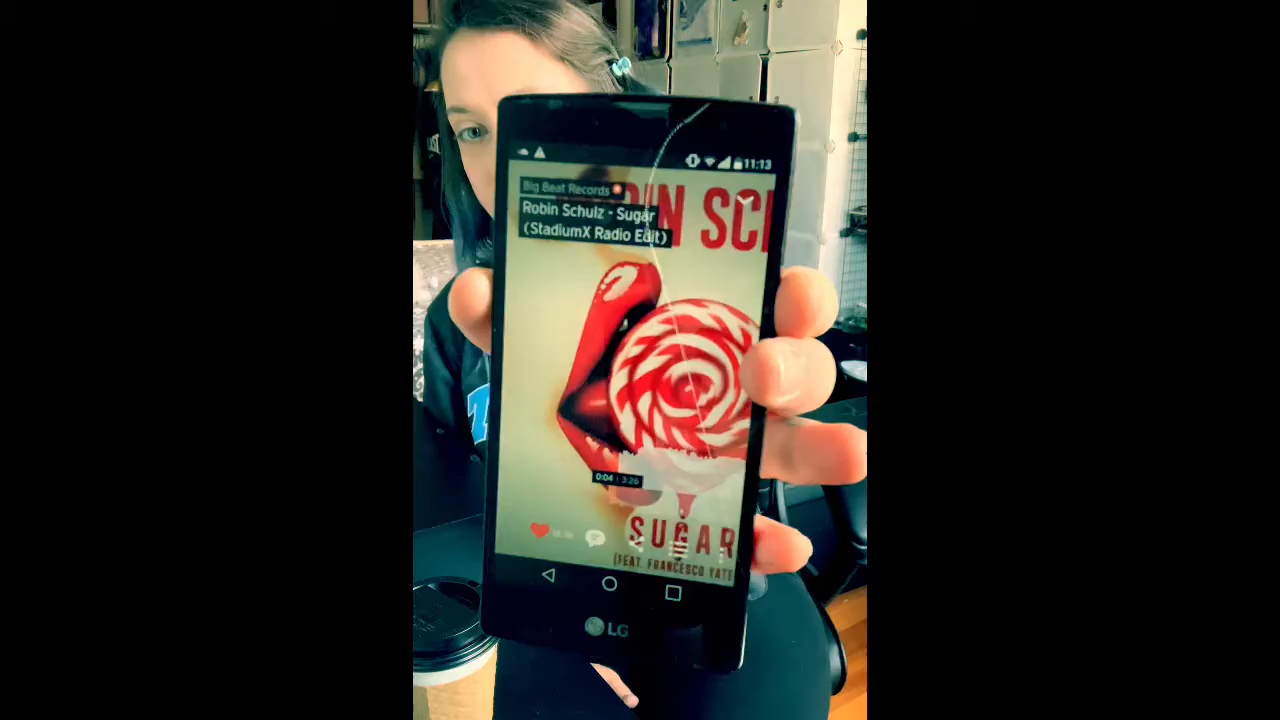 11:13
Big Beat Records
IN SC
Robin Schulz - Sugar
(StadiumX Radio Edit)
0:04 | 3:26
SUGAR
(FEAT. FRANCESCO YATE
LG